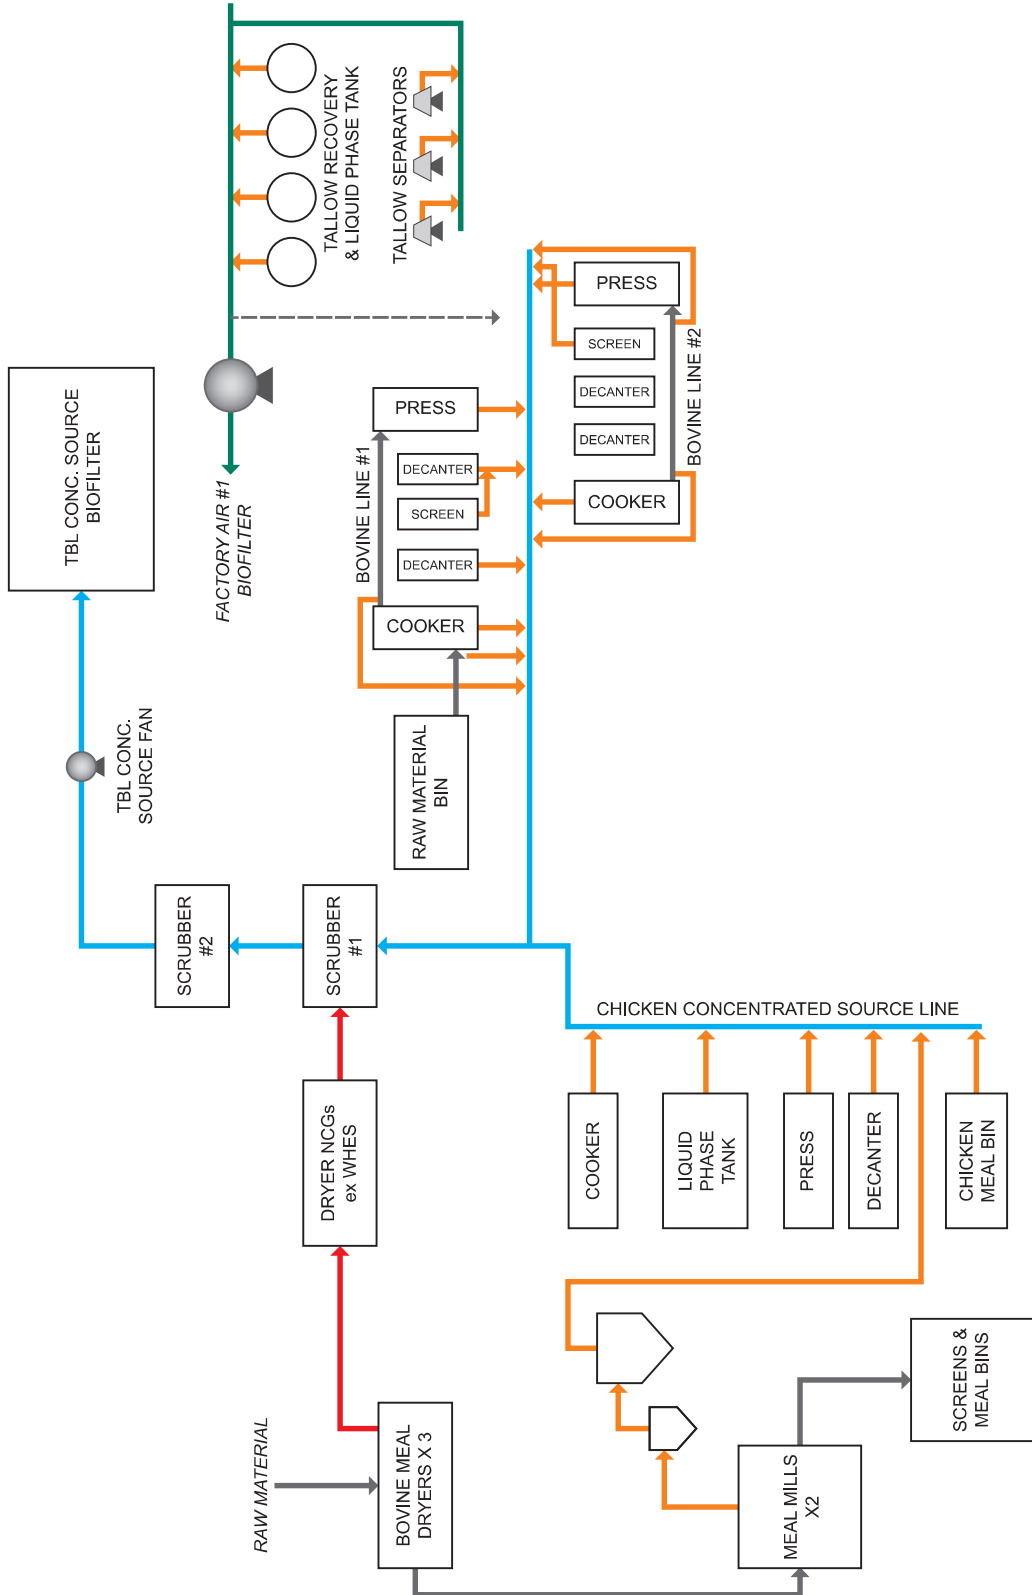 TALLOW RECOVERY
& LIQUID PHASE TANK
TALLOW SEPARATORS
TBL CONC. SOURCE
BIOFILTER
FACTORY AIR #1
BIOFILTER
PRESS
DECANTER
SCREEN
DECANTER
COOKER
BOVINE LINE #1
PRESS
SCREEN
DECANTER
DECANTER
COOKER
BOVINE LINE #2
RAW MATERIAL
BIN
TBL CONC.
SOURCE FAN
SCRUBBER
#2
SCRUBBER
#1
CHICKEN CONCENTRATED SOURCE LINE
DRYER NCGs
ex WHES
COOKER
LIQUID
PHASE
TANK
PRESS
DECANTER
CHICKEN
MEAL BIN
RAW MATERIAL
BOVINE MEAL
DRYERS X 3
MEAL MILLS
X2
SCREENS &
MEAL BINS